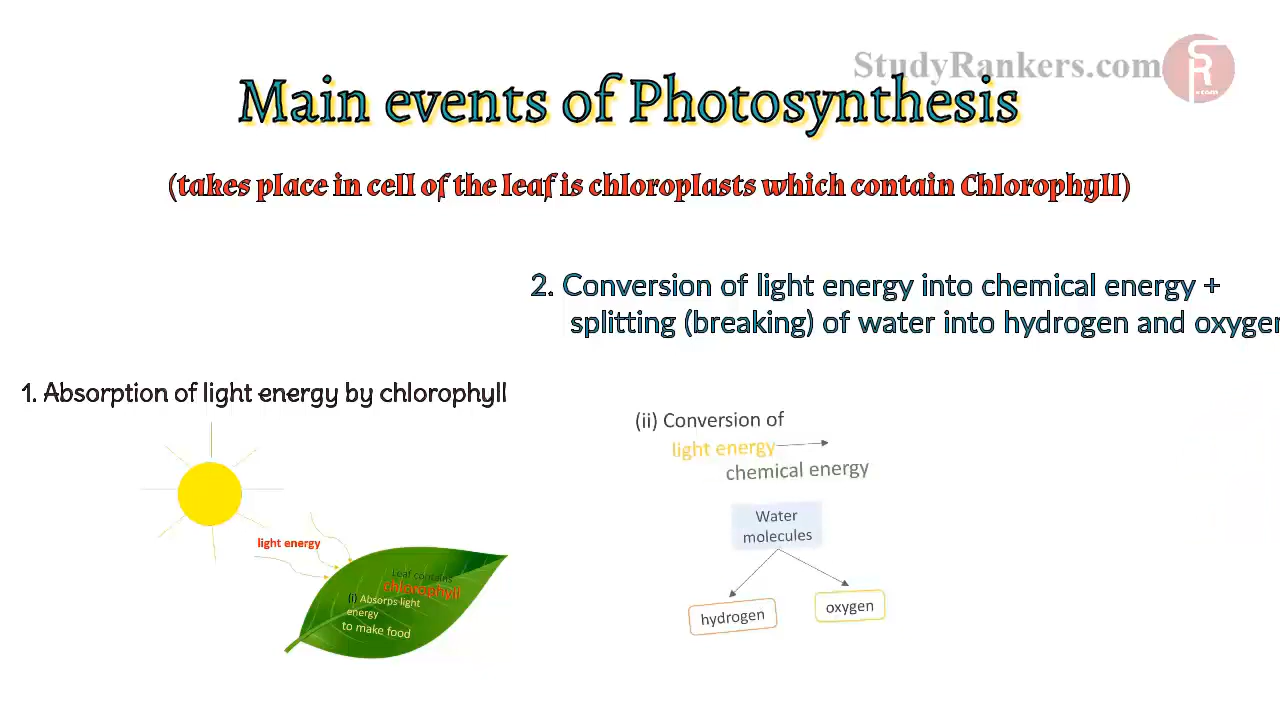 StudyRankers.com
SR
.com
Main events of Photosynthesis
(takes place in cell of the leaf is chloroplasts which contain Chlorophyll)
2. Conversion of light energy into chemical energy +
splitting (breaking) of water into hydrogen and oxygen
1. Absorption of light energy by chlorophyll
light energy
Leaf contains
chlorophyll
(i) Absorps light
energy
to make food
(ii) Conversion of
light energy
chemical energy
Water
molecules
hydrogen
oxygen